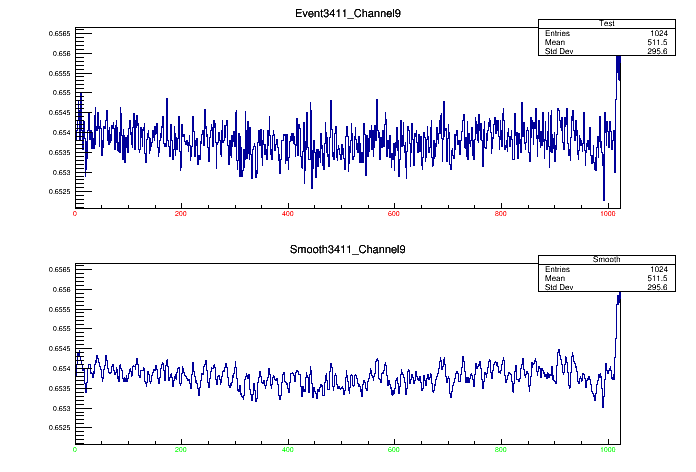 Event3411_Channel9
Test
Entries 1024
Mean 511.5
Std Dev 295.6
0.6565
0.656
0.6555
0.655
0.6545
0.654
0.6535
0.653
0.6525
0 200 400 600 800 1000
Smooth3411_Channel9
Smooth
Entries 1024
Mean 511.5
Std Dev 295.6
0.6565
0.656
0.6555
0.655
0.6545
0.654
0.6535
0.653
0.6525
0 200 400 600 800 1000